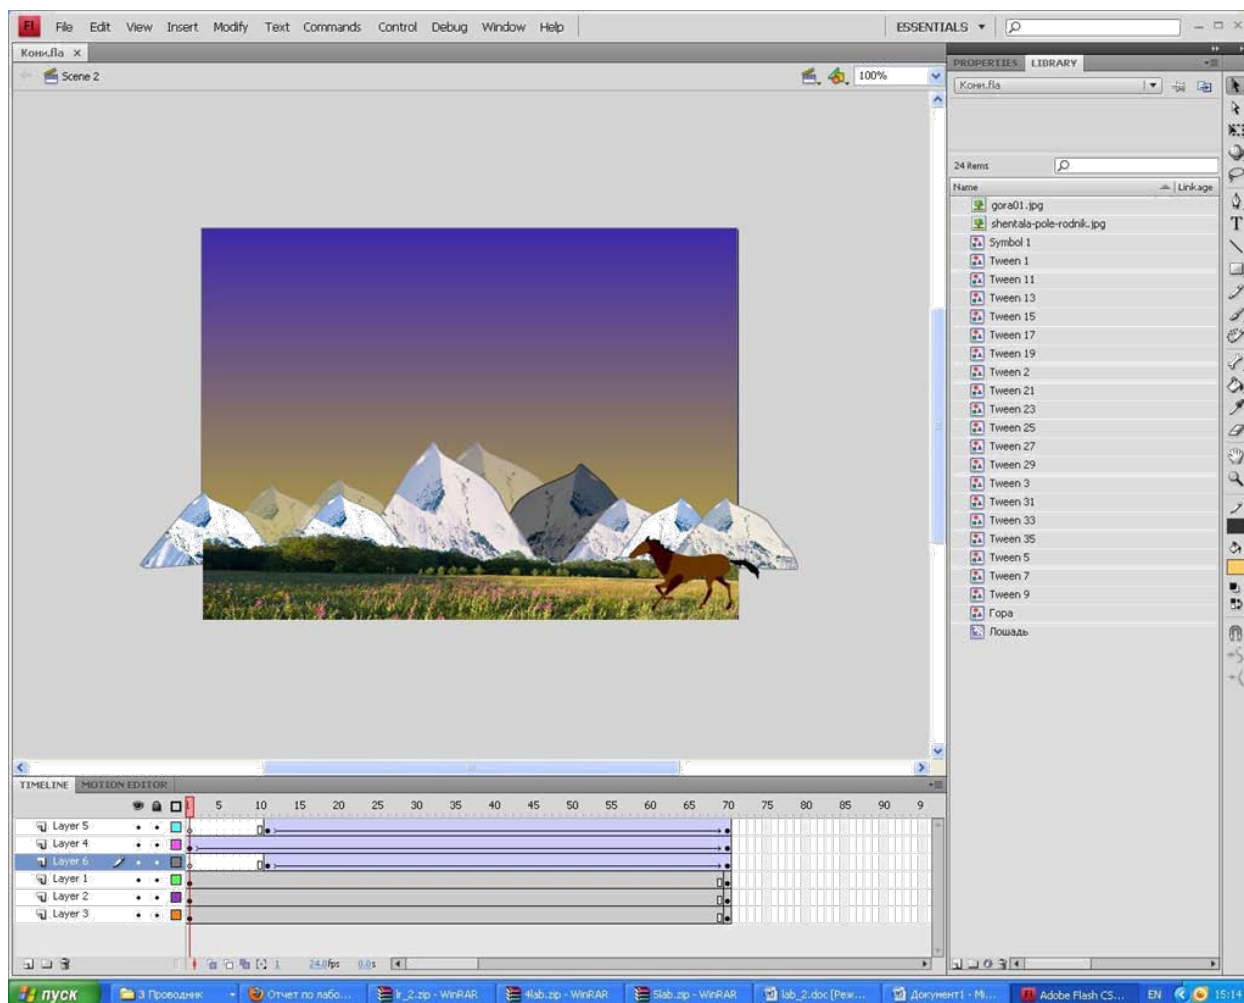 Fl File Edit View Insert Modify Text Commands Control Debug Window Help ESSENTIALS
Кони.fla ×
Scene 2 100%
PROPERTIES LIBRARY
Кони.fla
24 items
Name Linkage
gora01.jpg
shentala-pole-rodnik.jpg
Symbol 1
Tween 1
Tween 11
Tween 13
Tween 15
Tween 17
Tween 19
Tween 2
Tween 21
Tween 23
Tween 25
Tween 27
Tween 29
Tween 3
Tween 31
Tween 33
Tween 35
Tween 5
Tween 7
Tween 9
Гора
Лошадь
TIMELINE MOTION EDITOR
1 5 10 15 20 25 30 35 40 45 50 55 60 65 70 75 80 85 90 9
Layer 5
Layer 4
Layer 6
Layer 1
Layer 2
Layer 3
1 24.0fps 0.0s
пуск 3 Проводник Отчет по лабо... lr_2.zip - WinRAR 4lab.zip - WinRAR 5lab.zip - WinRAR lab_2.doc [Реж... Документ1 - Mi... Adobe Flash CS... EN 15:14